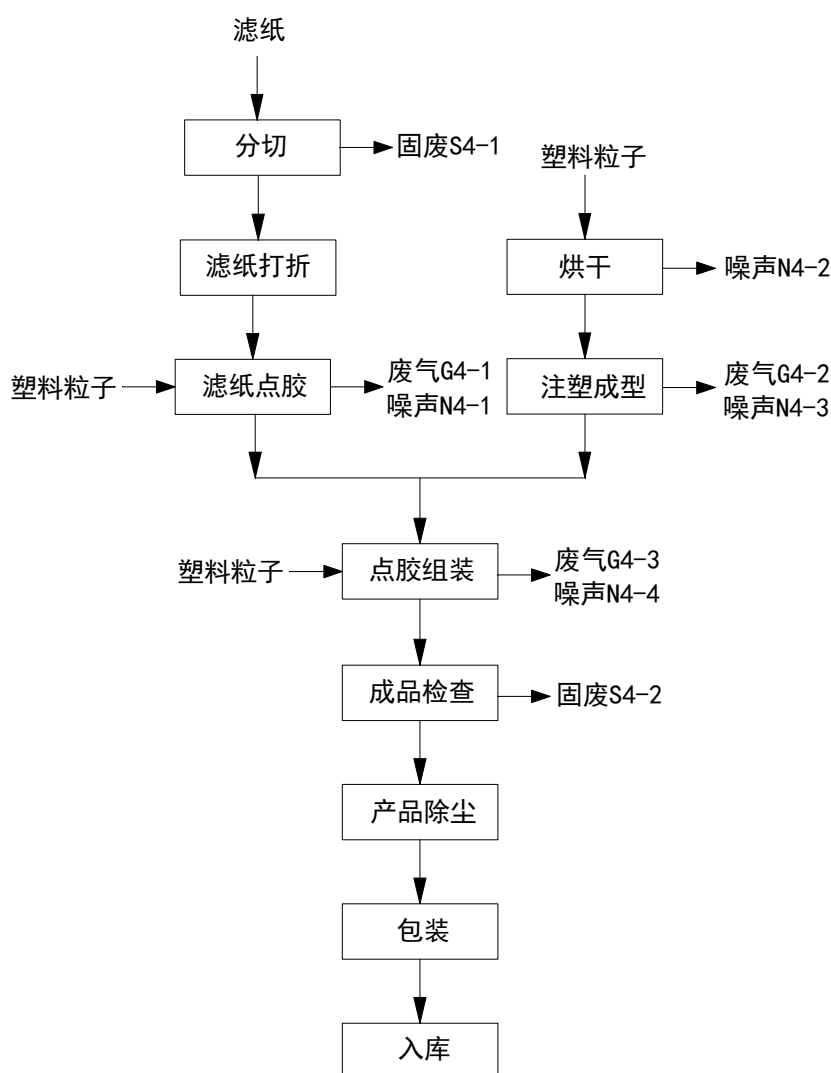 滤纸
分切
固废S4-1
塑料粒子
滤纸打折
烘干
噪声N4-2
塑料粒子
滤纸点胶
废气G4-1
噪声N4-1
注塑成型
废气G4-2
噪声N4-3
塑料粒子
点胶组装
废气G4-3
噪声N4-4
成品检查
固废S4-2
产品除尘
包装
入库